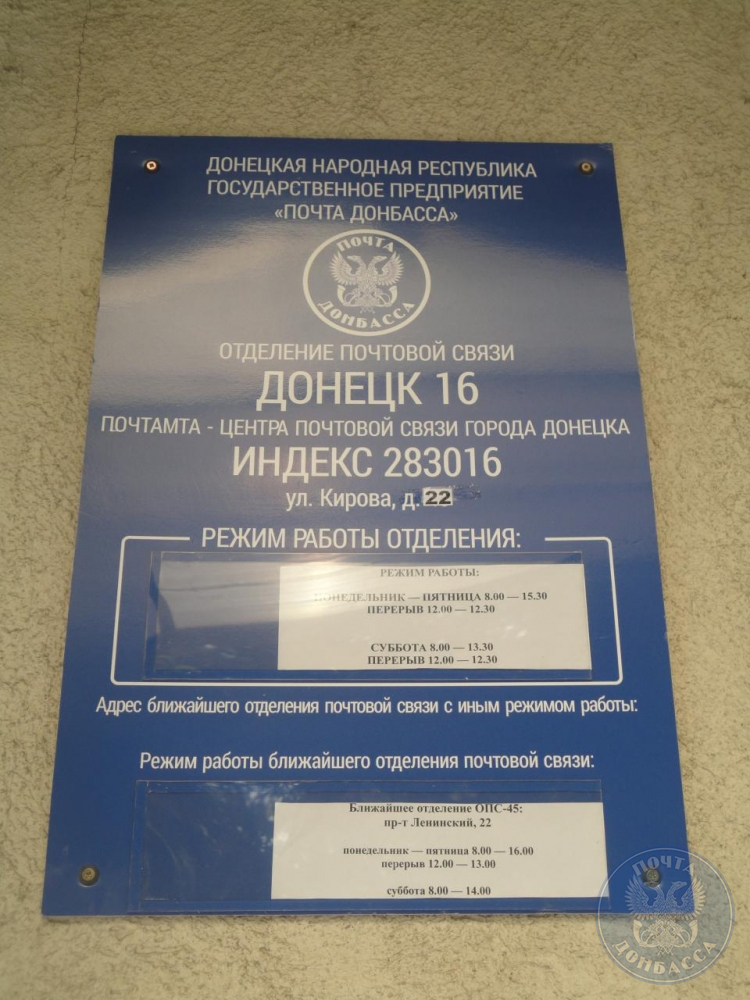 ДОНЕЦКАЯ НАРОДНАЯ РЕСПУБЛИКА
ГОСУДАРСТВЕННОЕ ПРЕДПРИЯТИЕ
«ПОЧТА ДОНБАССА»
ПОЧТА
ДОНБАССА
ОТДЕЛЕНИЕ ПОЧТОВОЙ СВЯЗИ
ДОНЕЦК 16
ПОЧТАМТА - ЦЕНТРА ПОЧТОВОЙ СВЯЗИ ГОРОДА ДОНЕЦКА
ИНДЕКС 283016
ул. Кирова, д. 22
РЕЖИМ РАБОТЫ ОТДЕЛЕНИЯ:
РЕЖИМ РАБОТЫ:
ПОНЕДЕЛЬНИК — ПЯТНИЦА 8.00 — 15.30
ПЕРЕРЫВ 12.00 — 12.30
СУББОТА 8.00 — 13.30
ПЕРЕРЫВ 12.00 — 12.30
Адрес ближайшего отделения почтовой связи с иным режимом работы:
Режим работы ближайшего отделения почтовой связи:
Ближайшее отделение ОПС-45:
пр-т Ленинский, 22
понедельник — пятница 8.00 — 16.00
перерыв 12.00 — 13.00
суббота 8.00 — 14.00
ПОЧТА
ДОНБАССА